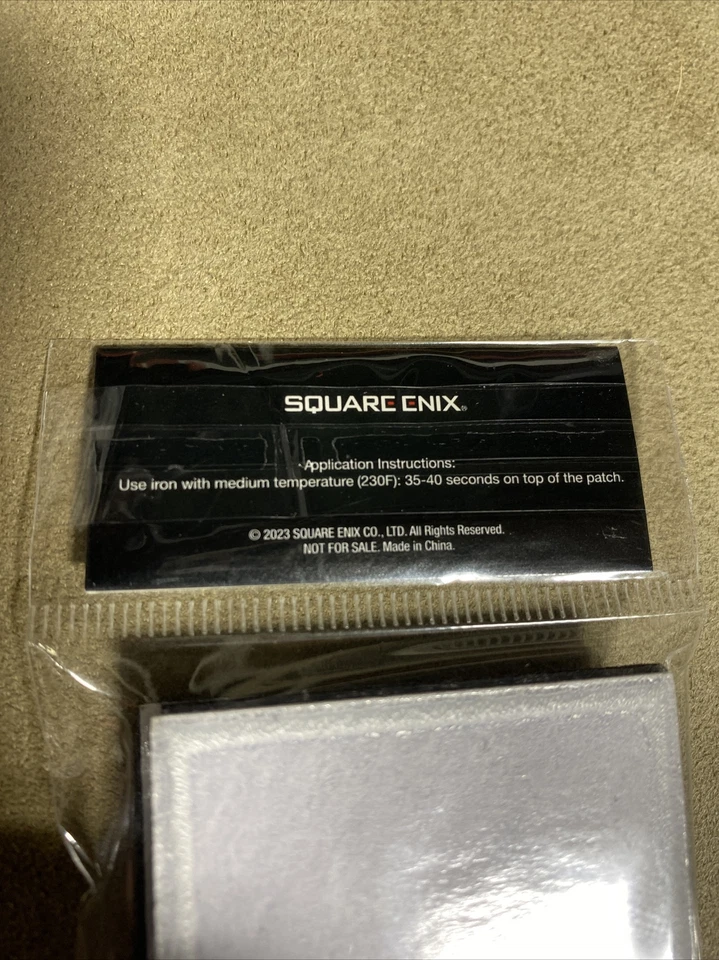 SQUARE ENIX®
Application Instructions:
Use iron with medium temperature (230F): 35-40 seconds on top of the patch.
© 2023 SQUARE ENIX CO., LTD. All Rights Reserved.
NOT FOR SALE. Made in China.